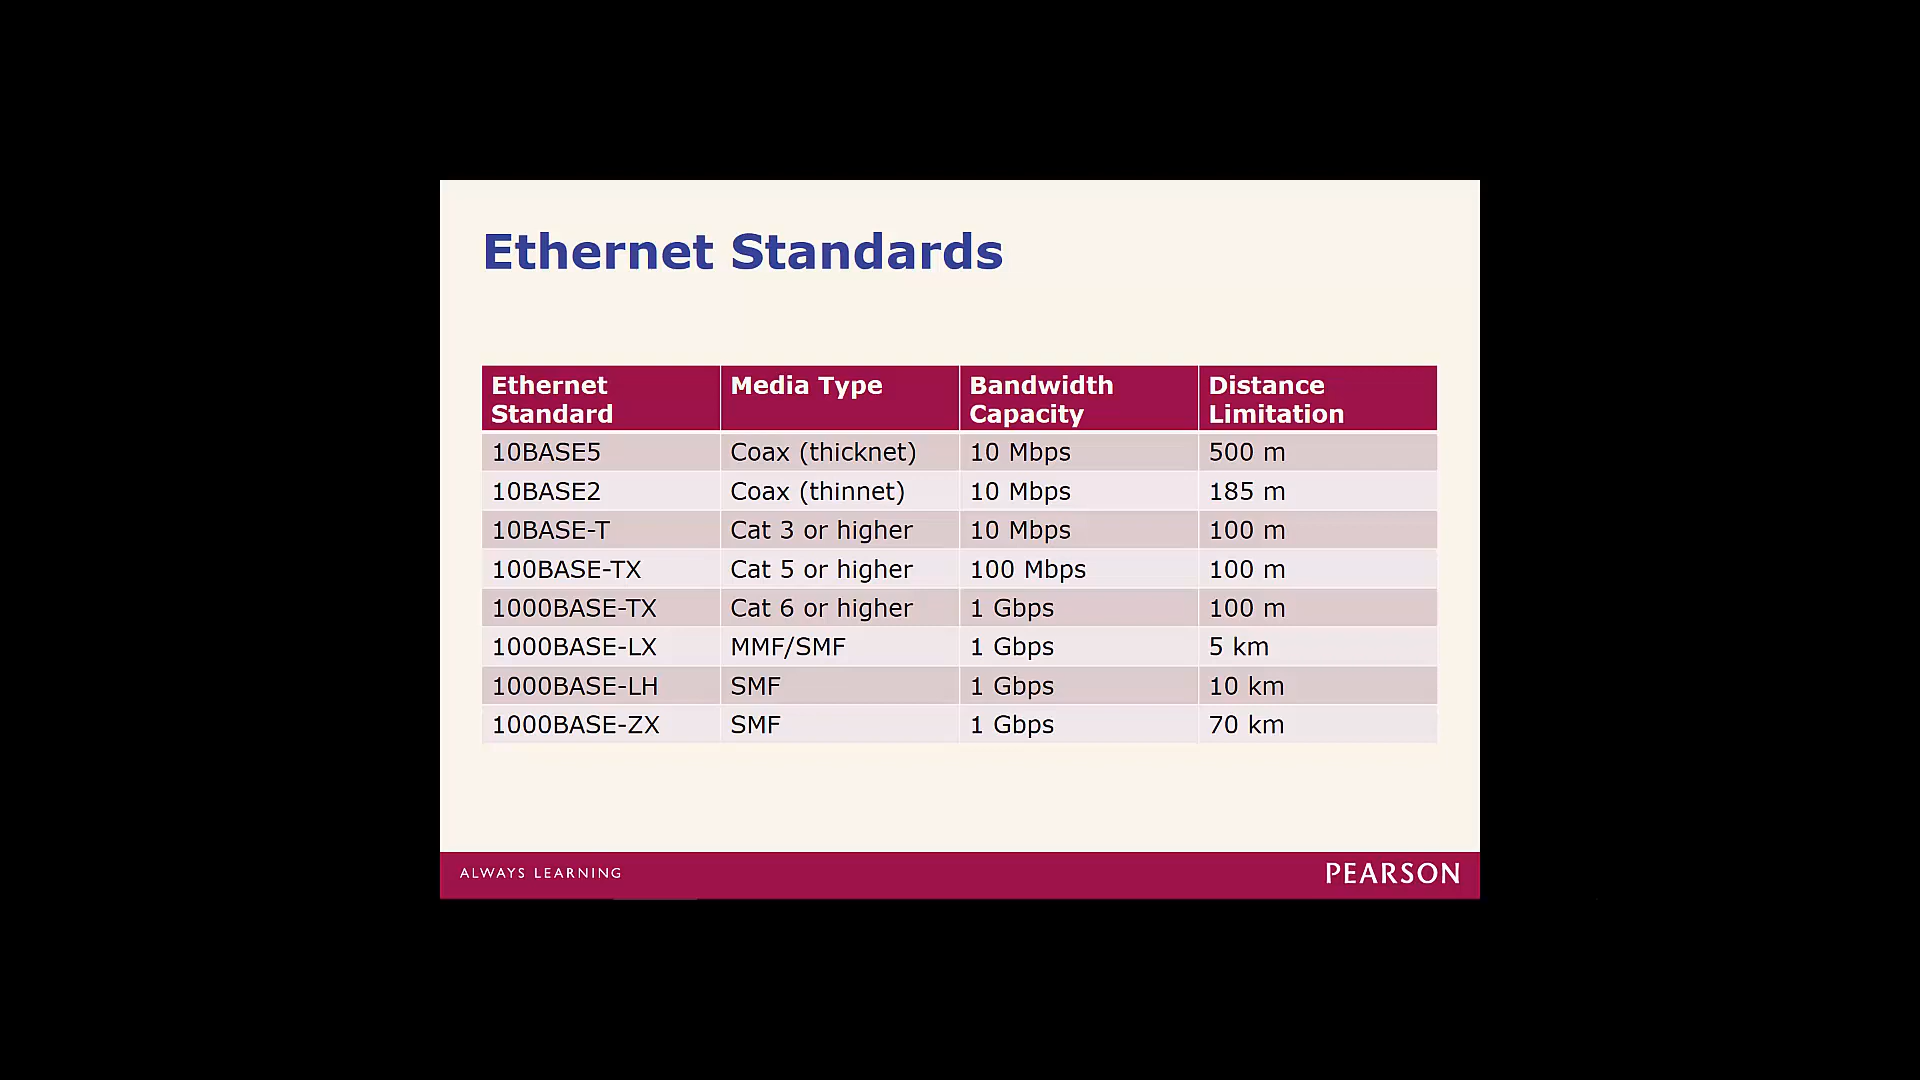 Ethernet Standards
Ethernet Standard Media Type Bandwidth Capacity Distance Limitation
10BASE5 Coax (thicknet) 10 Mbps 500 m
10BASE2 Coax (thinnet) 10 Mbps 185 m
10BASE-T Cat 3 or higher 10 Mbps 100 m
100BASE-TX Cat 5 or higher 100 Mbps 100 m
1000BASE-TX Cat 6 or higher 1 Gbps 100 m
1000BASE-LX MMF/SMF 1 Gbps 5 km
1000BASE-LH SMF 1 Gbps 10 km
1000BASE-ZX SMF 1 Gbps 70 km
ALWAYS LEARNING PEARSON